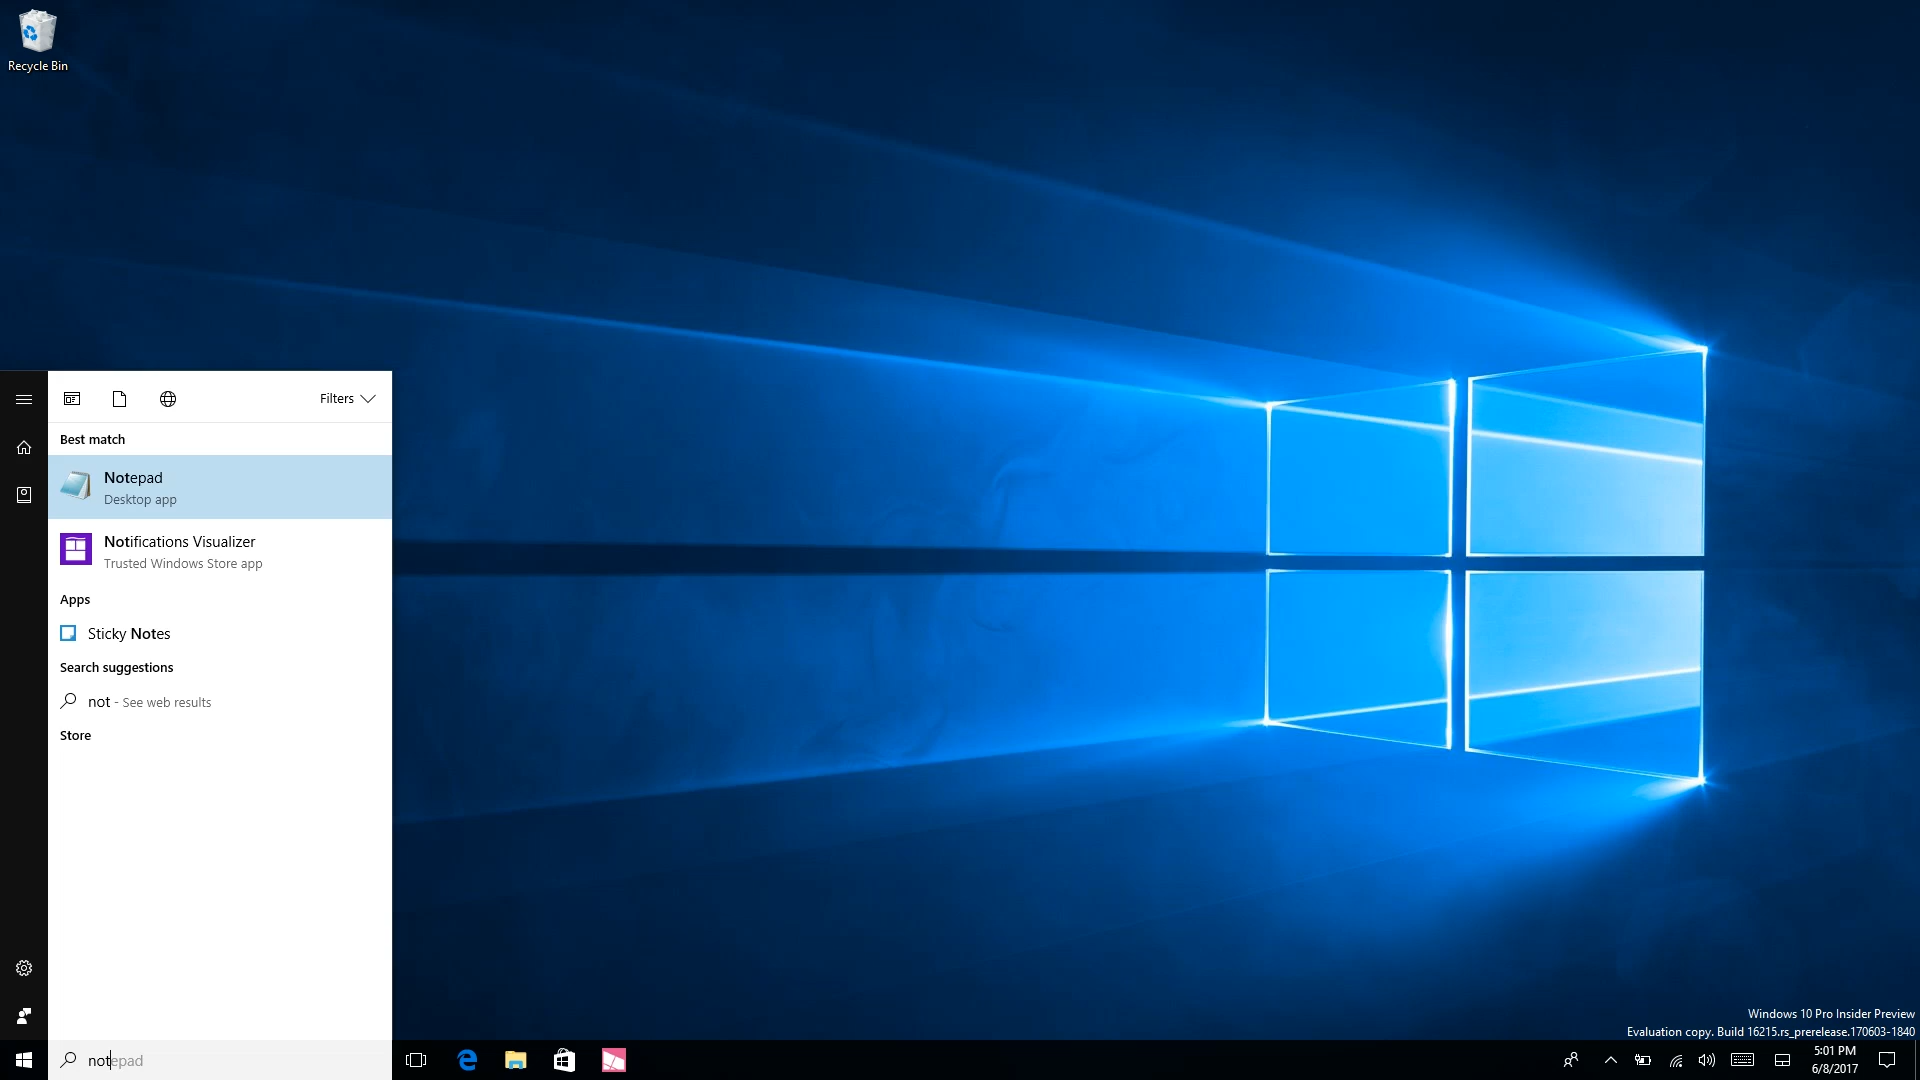 Recycle Bin
Filters
Best match
Notepad
Desktop app
Notifications Visualizer
Trusted Windows Store app
Apps
Sticky Notes
Search suggestions
not - See web results
Store
Windows 10 Pro Insider Preview
Evaluation copy. Build 16215.rs_prerelease.170603-1840
notepad
5:01 PM
6/8/2017